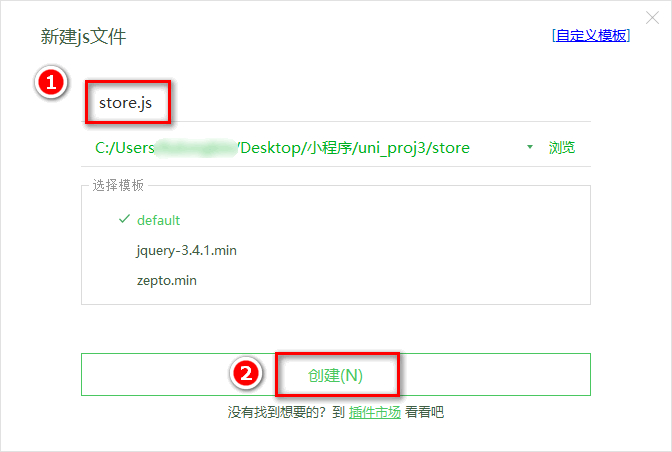 新建js文件
[自定义模板]
1
store.js
C:/Users/Desktop/小程序/uni_proj3/store
浏览
选择模板
default
jquery-3.4.1.min
zepto.min
2
创建(N)
没有找到想要的？到 插件市场 看看吧